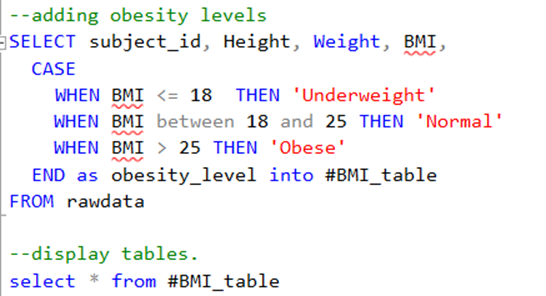 --adding obesity levels
SELECT subject_id, Height, Weight, BMI,
CASE
WHEN BMI <= 18  THEN 'Underweight'
WHEN BMI between 18 and 25 THEN 'Normal'
WHEN BMI > 25 THEN 'Obese'
END as obesity_level into #BMI_table
FROM rawdata
--display tables.
select * from #BMI_table